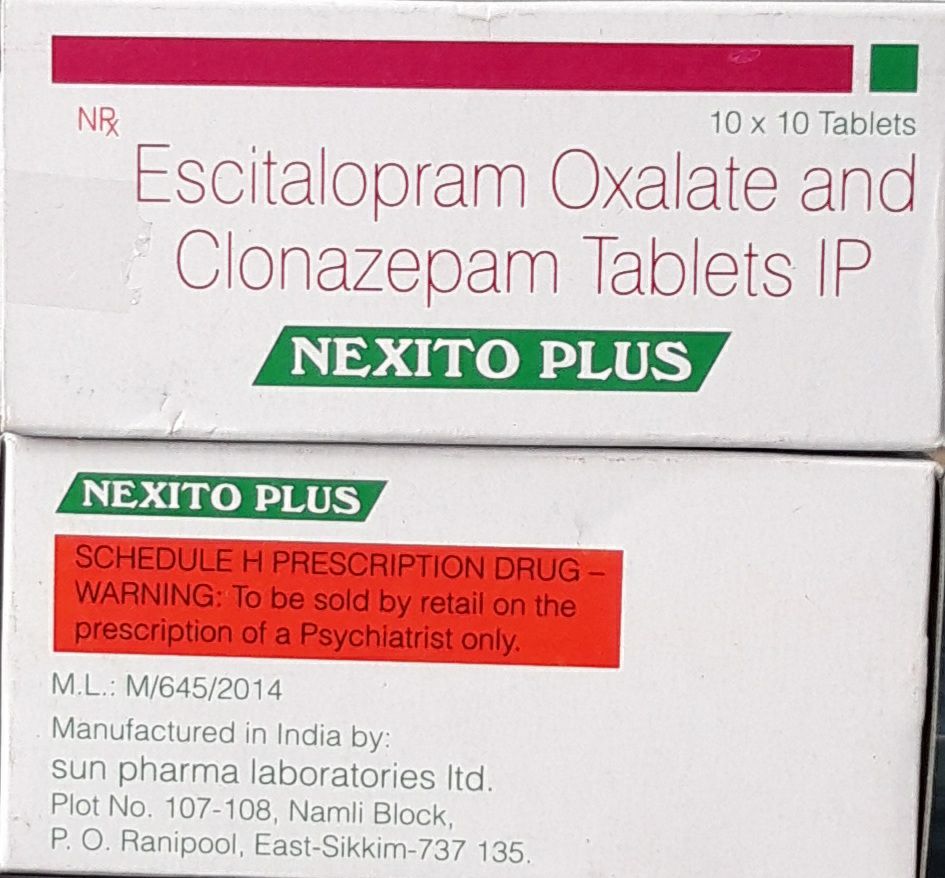 NRx
10 x 10 Tablets
Escitalopram Oxalate and
Clonazepam Tablets IP
NEXITO PLUS
NEXITO PLUS
SCHEDULE H PRESCRIPTION DRUG –
WARNING: To be sold by retail on the
prescription of a Psychiatrist only.
M.L.: M/645/2014
Manufactured in India by:
sun pharma laboratories ltd.
Plot No. 107-108, Namli Block,
P. O. Ranipool, East-Sikkim-737 135.